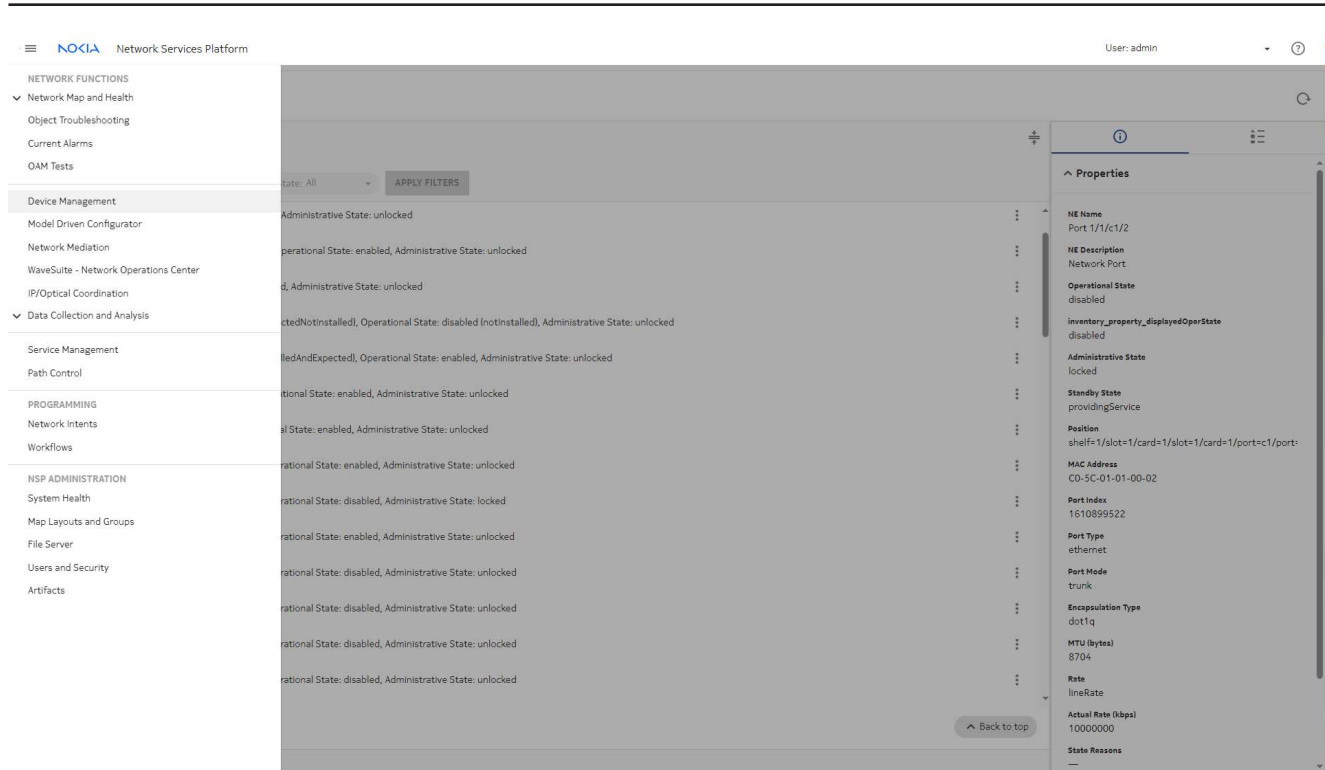 NOKIA Network Services Platform User: admin
NETWORK FUNCTIONS
Network Map and Health
Object Troubleshooting
Current Alarms
OAM Tests
Device Management
Model Driven Configurator
Network Mediation
WaveSuite - Network Operations Center
IP/Optical Coordination
Data Collection and Analysis
Service Management
Path Control
PROGRAMMING
Network Intents
Workflows
NSP ADMINISTRATION
System Health
Map Layouts and Groups
File Server
Users and Security
Artifacts
State: All APPLY FILTERS
Administrative State: unlocked
perational State: enabled, Administrative State: unlocked
d, Administrative State: unlocked
ctedNotInstalled), Operational State: disabled (notInstalled), Administrative State: unlocked
lledAndExpected), Operational State: enabled, Administrative State: unlocked
ational State: enabled, Administrative State: unlocked
al State: enabled, Administrative State: unlocked
rational State: enabled, Administrative State: unlocked
rational State: disabled, Administrative State: locked
rational State: enabled, Administrative State: unlocked
rational State: disabled, Administrative State: unlocked
rational State: disabled, Administrative State: unlocked
rational State: disabled, Administrative State: unlocked
rational State: disabled, Administrative State: unlocked
Back to top
Properties
NE Name
Port 1/1/c1/2
NE Description
Network Port
Operational State
disabled
inventory_property_displayedOperState
disabled
Administrative State
locked
Standby State
providingService
Position
shelf=1/slot=1/card=1/slot=1/card=1/port=c1/port=
MAC Address
C0-5C-01-01-00-02
Port Index
1610899522
Port Type
ethernet
Port Mode
trunk
Encapsulation Type
dot1q
MTU (bytes)
8704
Rate
lineRate
Actual Rate (kbps)
10000000
State Reasons
—